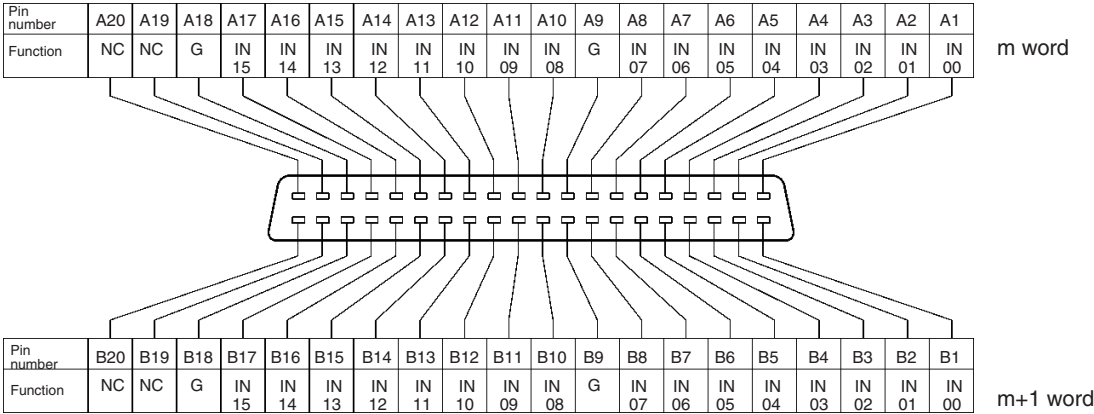 Pin number A20 A19 A18 A17 A16 A15 A14 A13 A12 A11 A10 A9 A8 A7 A6 A5 A4 A3 A2 A1
Function NC NC G IN 15 IN 14 IN 13 IN 12 IN 11 IN 10 IN 09 IN 08 G IN 07 IN 06 IN 05 IN 04 IN 03 IN 02 IN 01 IN 00
m word
Pin number B20 B19 B18 B17 B16 B15 B14 B13 B12 B11 B10 B9 B8 B7 B6 B5 B4 B3 B2 B1
Function NC NC G IN 15 IN 14 IN 13 IN 12 IN 11 IN 10 IN 09 IN 08 G IN 07 IN 06 IN 05 IN 04 IN 03 IN 02 IN 01 IN 00
m+1 word